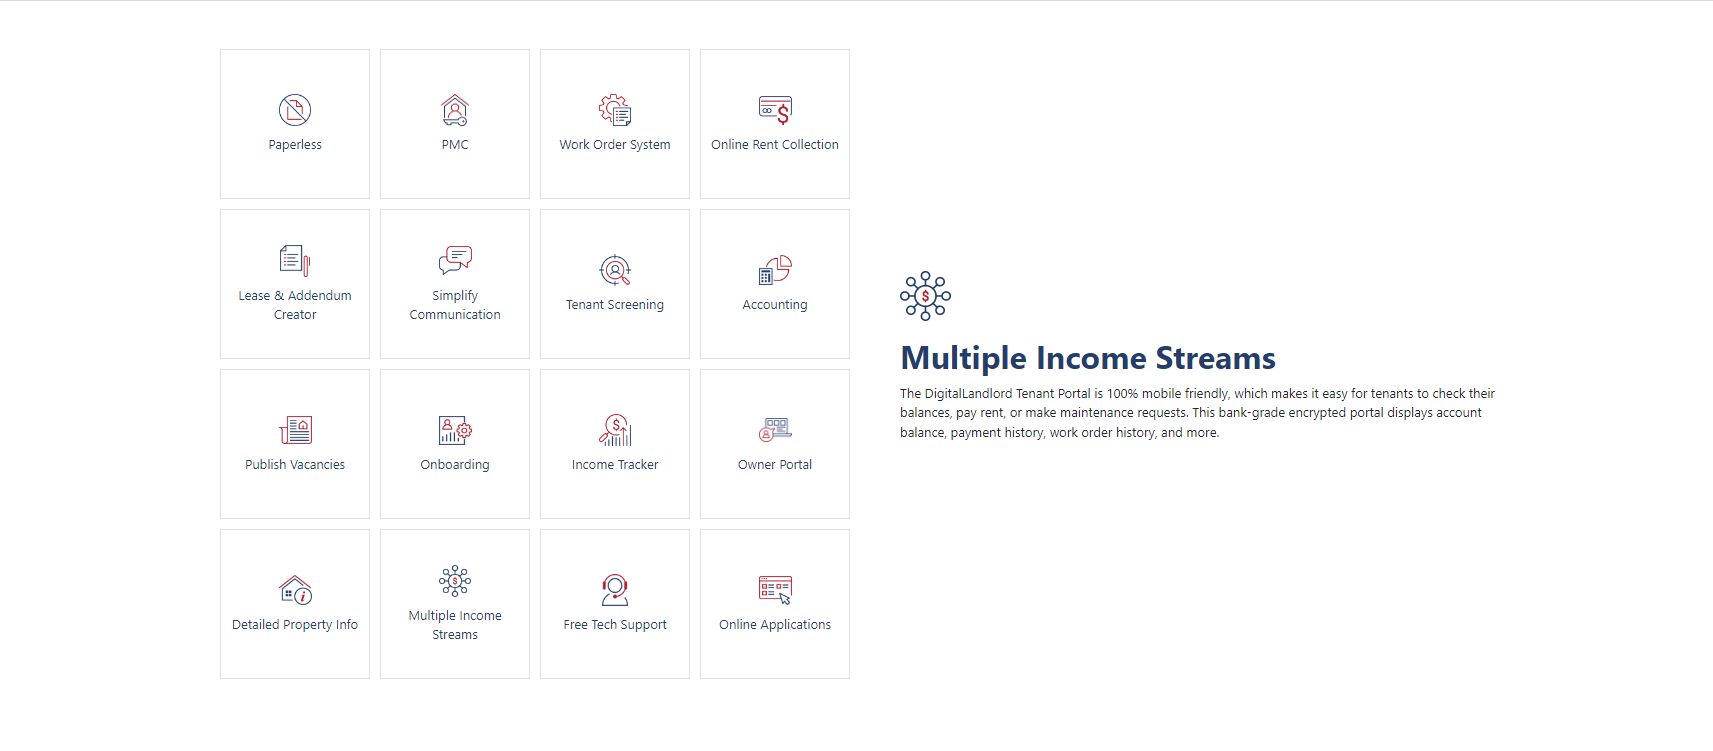 Paperless
PMC
Work Order System
Online Rent Collection
Lease & Addendum
Creator
Simplify
Communication
Tenant Screening
Accounting
Publish Vacancies
Onboarding
Income Tracker
Owner Portal
Detailed Property Info
Multiple Income
Streams
Free Tech Support
Online Applications
Multiple Income Streams
The DigitalLandlord Tenant Portal is 100% mobile friendly, which makes it easy for tenants to check their
balances, pay rent, or make maintenance requests. This bank-grade encrypted portal displays account
balance, payment history, work order history, and more.